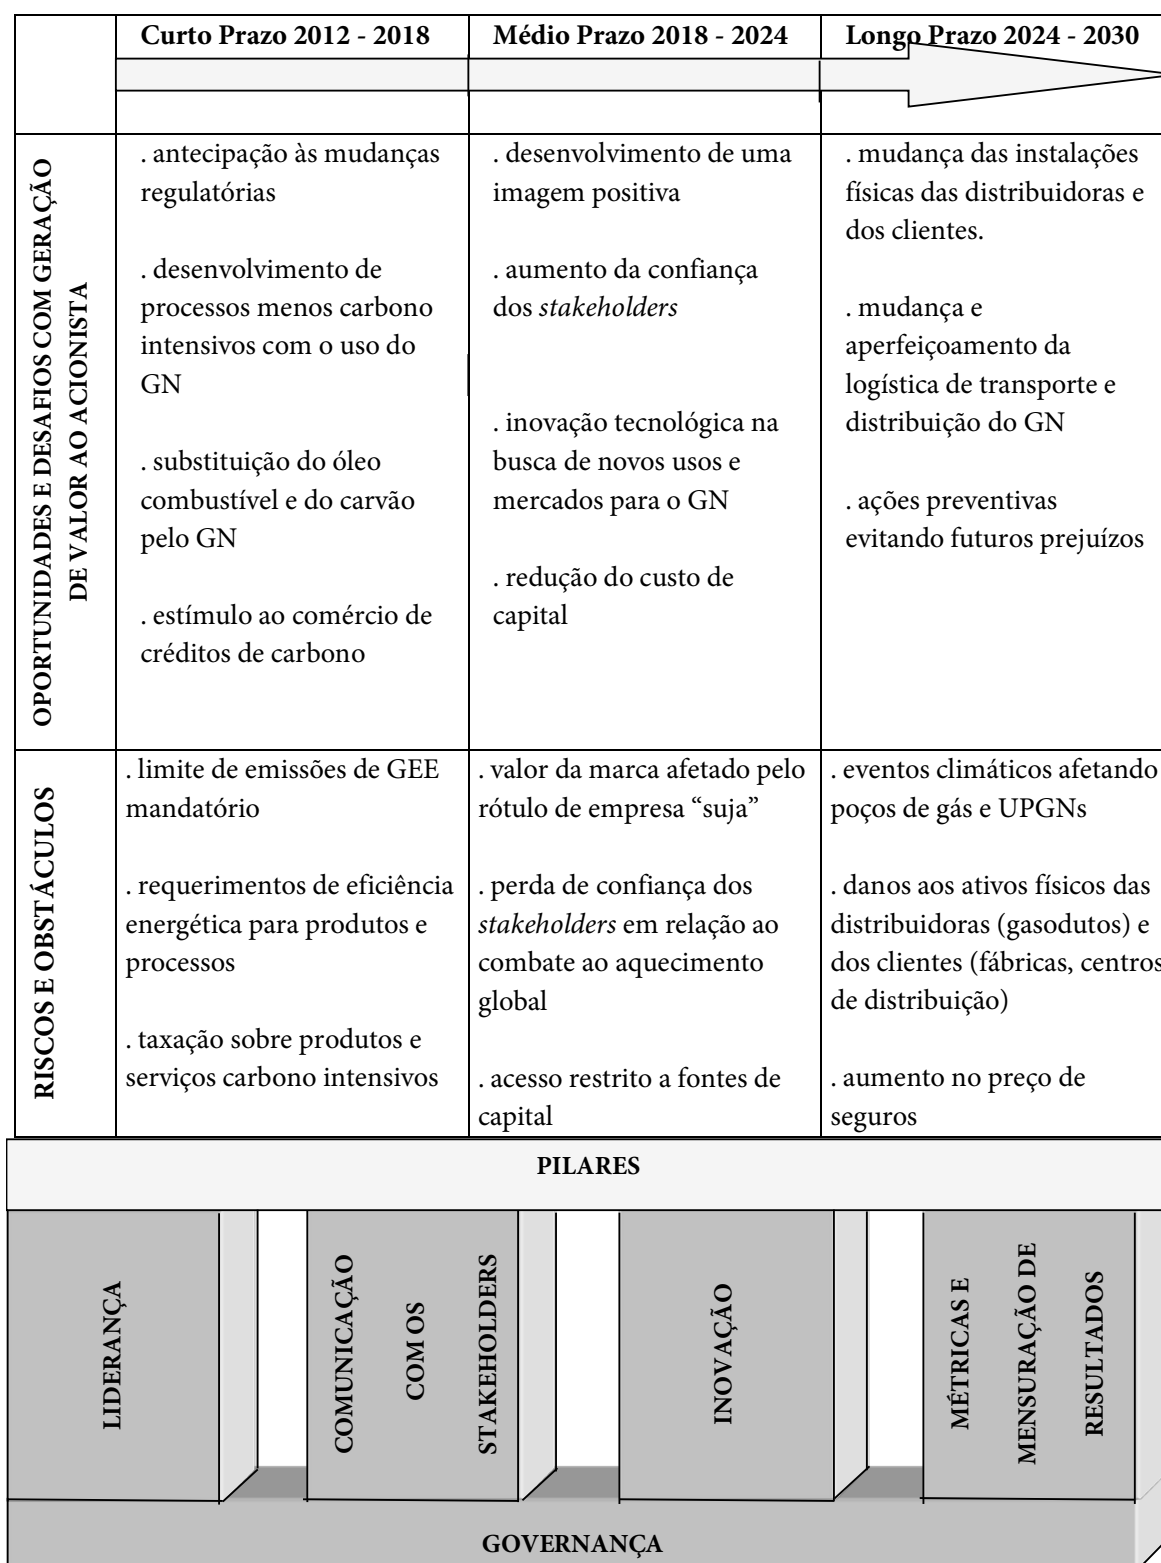 Curto Prazo 2012 - 2018
Médio Prazo 2018 - 2024
Longo Prazo 2024 - 2030
OPORTUNIDADES E DESAFIOS COM GERAÇÃO
DE VALOR AO ACIONISTA
. antecipação às mudanças
regulatórias
. desenvolvimento de
processos menos carbono
intensivos com o uso do
GN
. substituição do óleo
combustível e do carvão
pelo GN
. estímulo ao comércio de
créditos de carbono
. desenvolvimento de uma
imagem positiva
. aumento da confiança
dos stakeholders
. inovação tecnológica na
busca de novos usos e
mercados para o GN
. redução do custo de
capital
. mudança das instalações
físicas das distribuidoras e
dos clientes.
. mudança e
aperfeiçoamento da
logística de transporte e
distribuição do GN
. ações preventivas
evitando futuros prejuízos
RISCOS E OBSTÁCULOS
. limite de emissões de GEE
mandatório
. requerimentos de eficiência
energética para produtos e
processos
. taxação sobre produtos e
serviços carbono intensivos
. valor da marca afetado pelo
rótulo de empresa “suja”
. perda de confiança dos
stakeholders em relação ao
combate ao aquecimento
global
. acesso restrito a fontes de
capital
. eventos climáticos afetando
poços de gás e UPGNs
. danos aos ativos físicos das
distribuidoras (gasodutos) e
dos clientes (fábricas, centros
de distribuição)
. aumento no preço de
seguros
PILARES
LIDERANÇA
COMUNICAÇÃO
COM OS
STAKEHOLDERS
INOVAÇÃO
MÉTRICAS E
MENSURAÇÃO DE
RESULTADOS
GOVERNANÇA